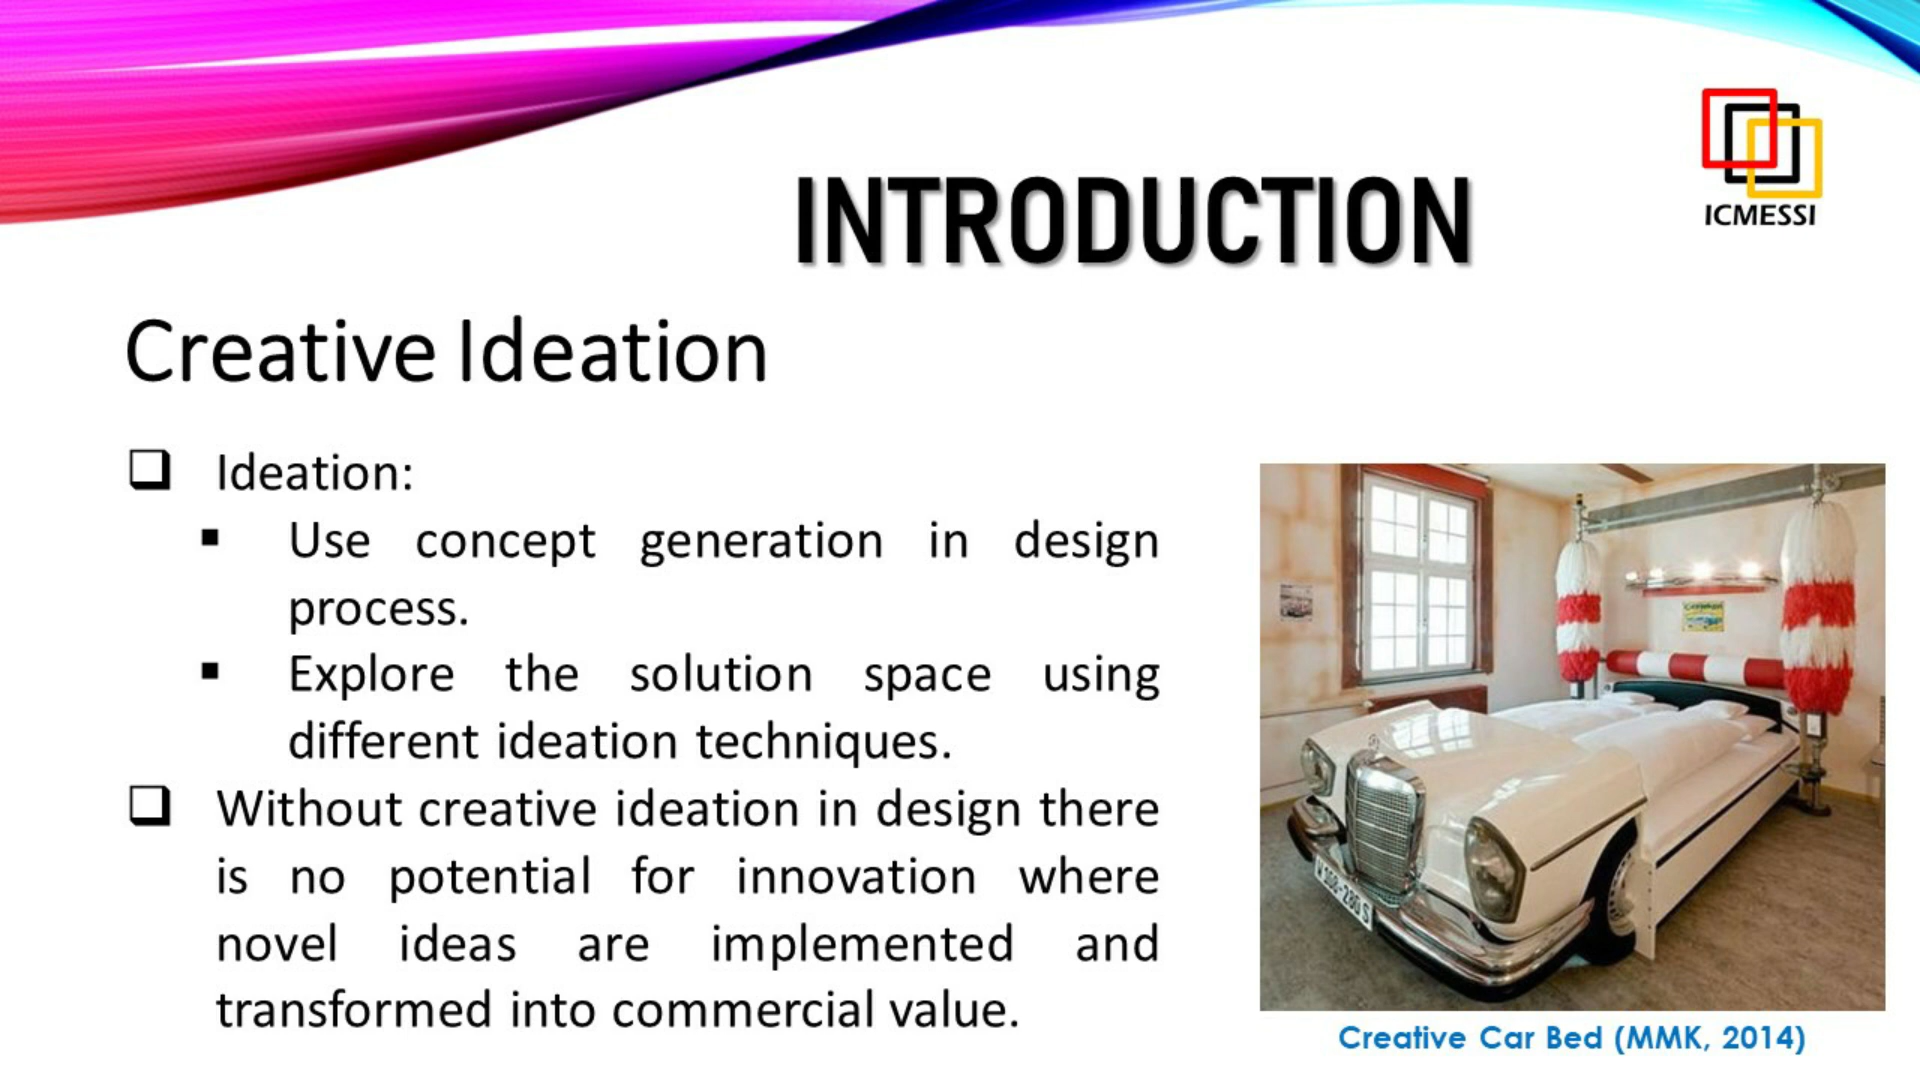 INTRODUCTION
ICMESSI
Creative Ideation
❑ Ideation:
▪ Use concept generation in design
process.
▪ Explore the solution space using
different ideation techniques.
❑ Without creative ideation in design there
is no potential for innovation where
novel ideas are implemented and
transformed into commercial value.
Creative Car Bed (MMK, 2014)